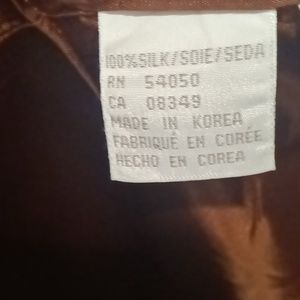 100% SILK/SOIE/SEDA
RN 54050
CA 08349
MADE IN KOREA
FABRIQUÉ EN CORÉE
HECHO EN COREA